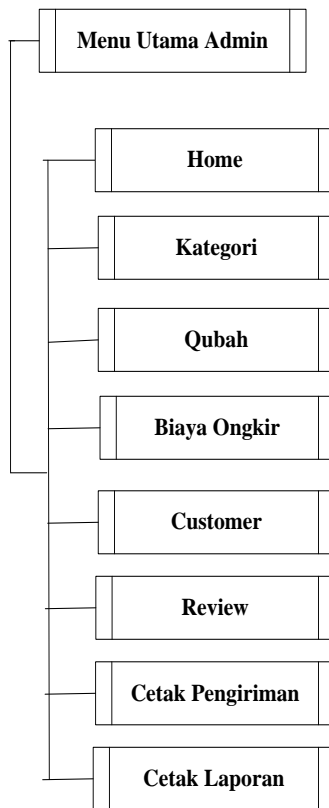 Menu Utama Admin
Home
Kategori
Qubah
Biaya Ongkir
Customer
Review
Cetak Pengiriman
Cetak Laporan